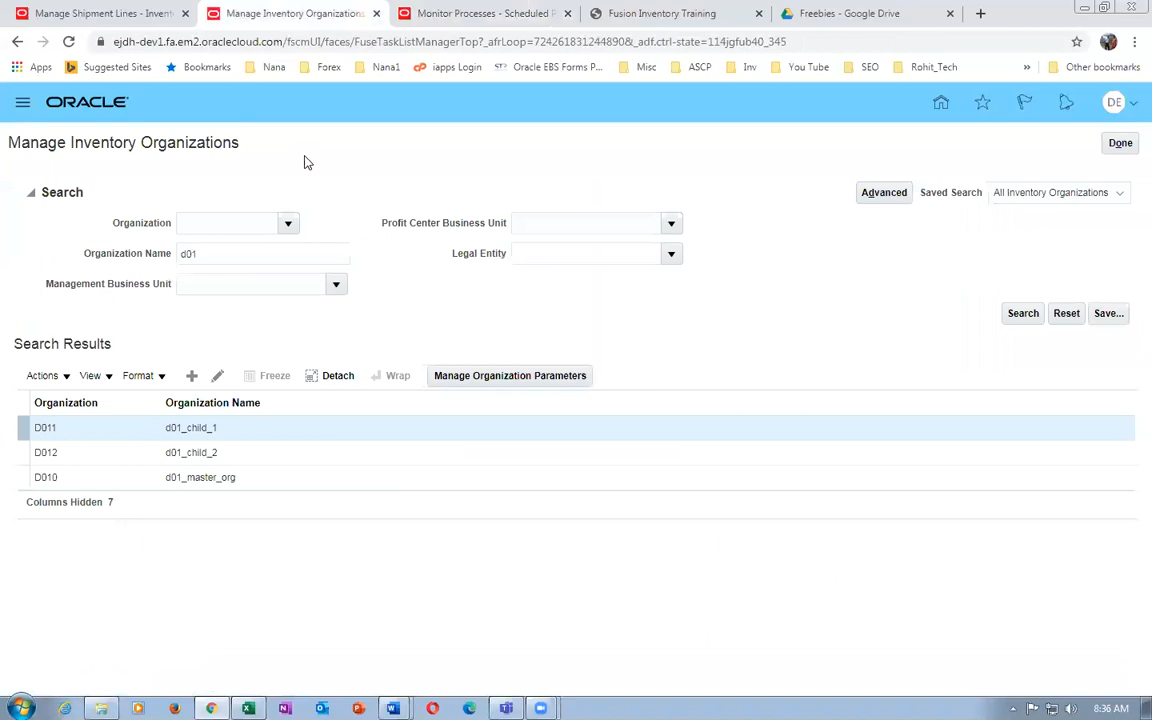 Manage Shipment Lines - Invent
Manage Inventory Organizations
Monitor Processes - Scheduled P
Fusion Inventory Training
Freebies - Google Drive
ejdh-dev1.fa.em2.oraclecloud.com/fscmUI/faces/FuseTaskListManagerTop?_afrLoop=7242618312448908&_adf.ctrl-state=114jgfub40_345
Apps
Suggested Sites
Bookmarks
Nana
Forex
Nana1
iapps Login
Oracle EBS Forms P...
Misc
ASCP
Inv
You Tube
SEO
Rohit_Tech
»
Other bookmarks
ORACLE
DE
Manage Inventory Organizations
Done
Search
Advanced
Saved Search
All Inventory Organizations
Organization
Profit Center Business Unit
Organization Name
d01
Legal Entity
Management Business Unit
Search
Reset
Save...
Search Results
Actions
View
Format
Freeze
Detach
Wrap
Manage Organization Parameters
Organization Organization Name
D011 d01_child_1
D012 d01_child_2
D010 d01_master_org
Columns Hidden 7
8:36 AM